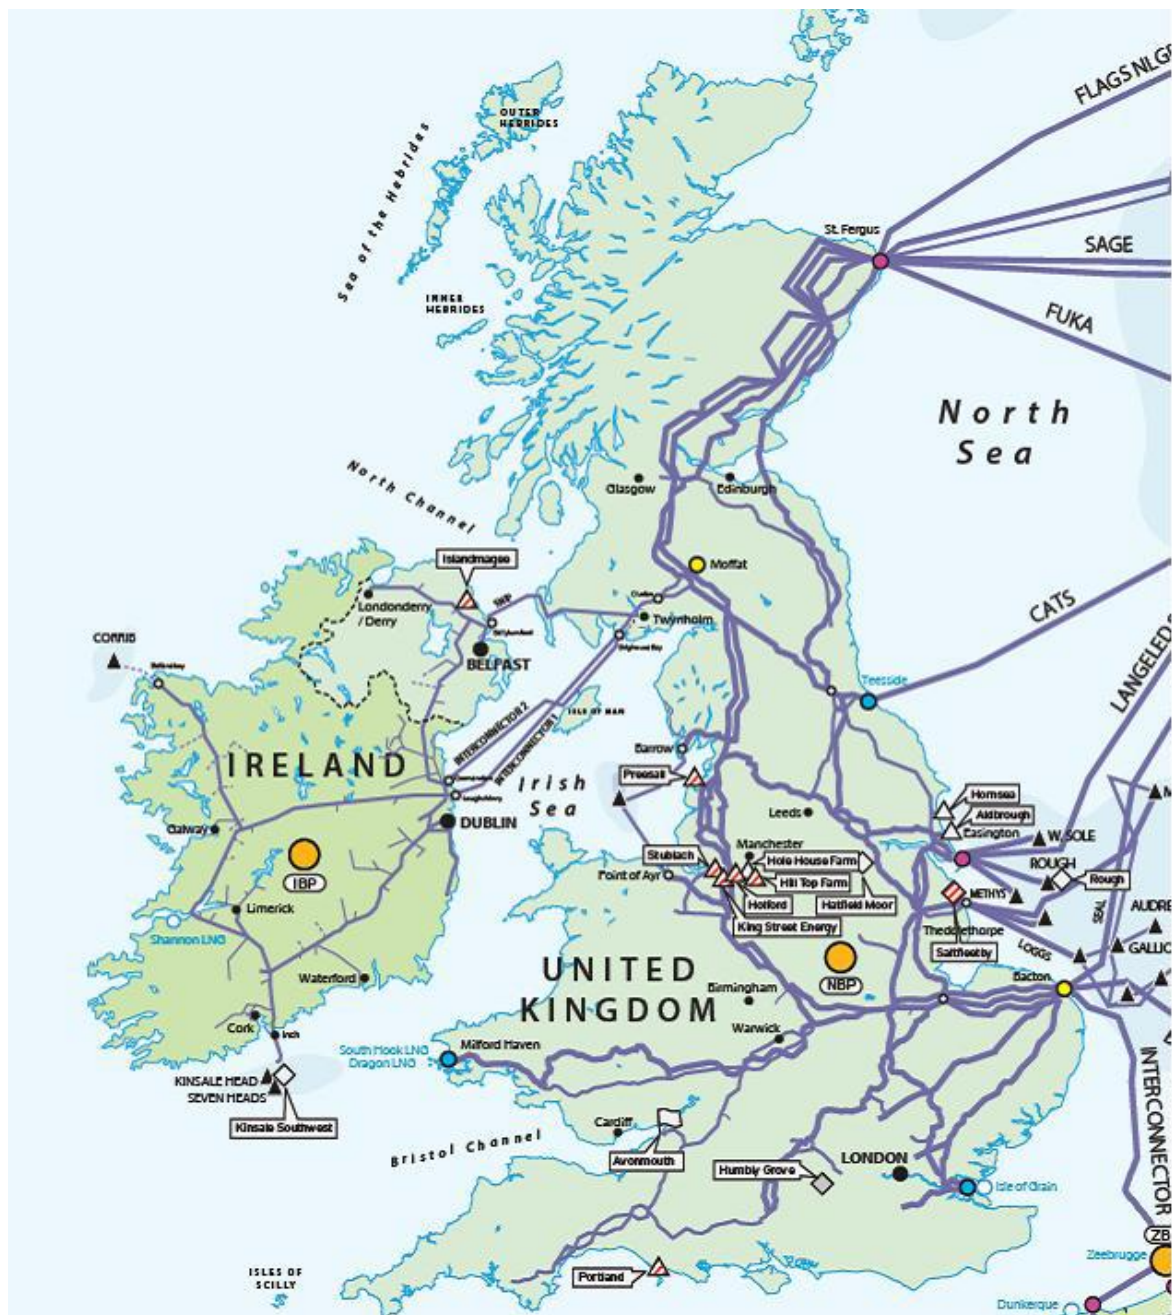 FLAGS NLG
OUTER
HEBRIDES
Sea of the Hebrides
St. Fergus
SAGE
INNER
HEBRIDES
FUKA
North
Sea
North Channel
Glasgow
Edinburgh
Islandmagee
Moffat
Londonderry
/ Derry
SNIP
Twynholm
CATS
CORRIB
BELFAST
Teesside
LANGELED
ISLE OF MAN
INTERCONNECTOR 2
INTERCONNECTOR 1
IRELAND
Barrow
Irish
Sea
Preesall
Hornsea
Aldbrough
Leeds
Easington
Galway
DUBLIN
W. SOLE
Manchester
Stublach
Hole House Farm
ROUGH
Rough
Point of Ayr
Hill Top Farm
IBP
Holford
Hatfield Moor
METHYS
SEAL
AUDRE
Limerick
King Street Energy
Theddlethorpe
Saltfleetby
LOGGS
GALLIO
Shannon LNG
UNITED
KINGDOM
NBP
Waterford
Birmingham
Bacton
Cork
Inch
Warwick
South Hook LNG
Dragon LNG
Milford Haven
KINSALE HEAD
SEVEN HEADS
Kinsale Southwest
INTERCONNECTOR
Cardiff
Bristol Channel
Avonmouth
Humbly Grove
LONDON
Isle of Grain
ZB
Zeebrugge
ISLES OF
SCILLY
Portland
Dunkerque